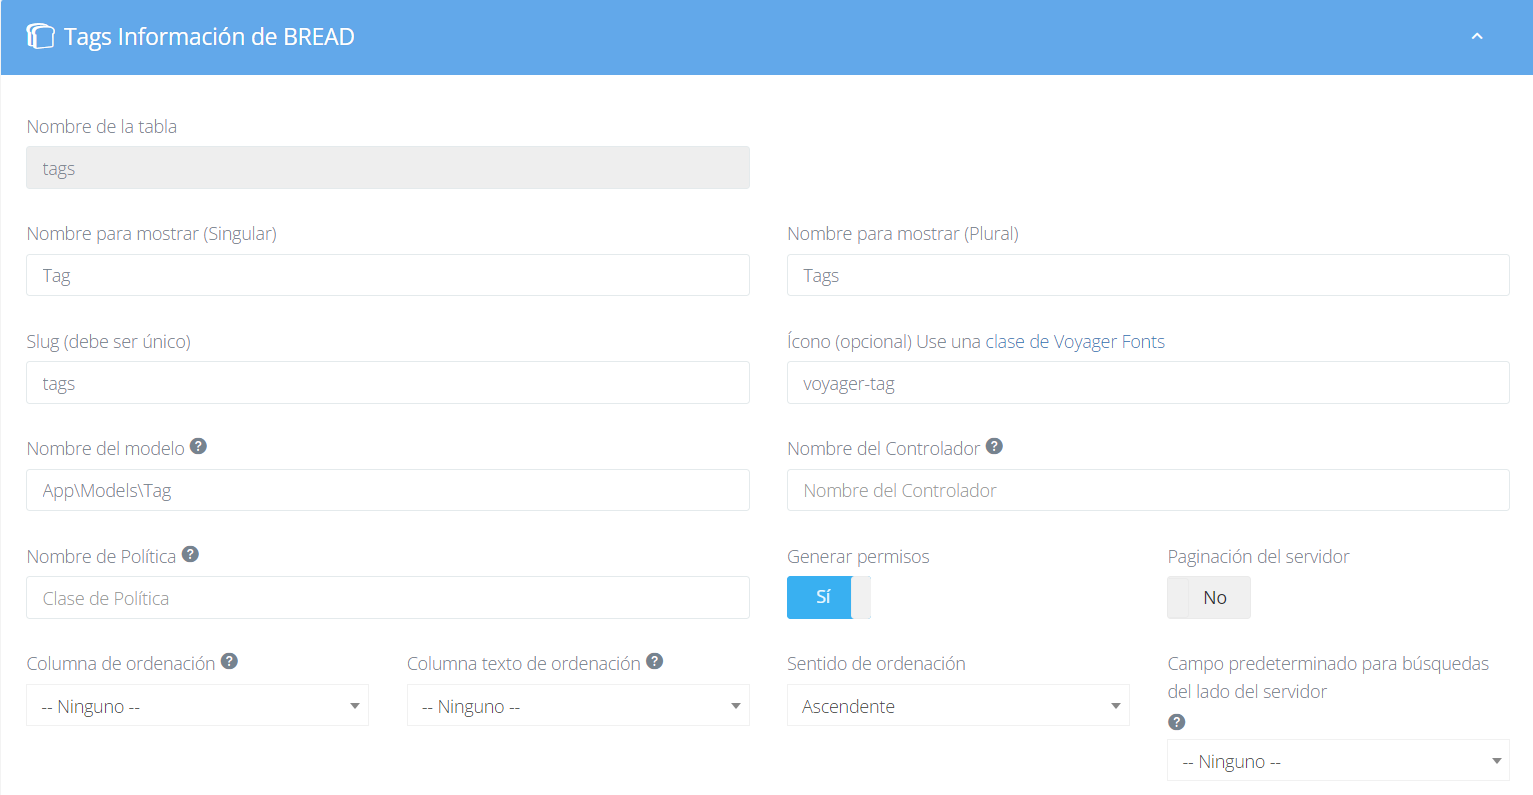 Tags Información de BREAD
Nombre de la tabla
tags
Nombre para mostrar (Singular)
Nombre para mostrar (Plural)
Tag
Tags
Slug (debe ser único)
Ícono (opcional) Use una clase de Voyager Fonts
tags
voyager-tag
Nombre del modelo ?
Nombre del Controlador ?
App\Models\Tag
Nombre del Controlador
Nombre de Política ?
Generar permisos
Paginación del servidor
Clase de Política
Sí
No
Columna de ordenación ?
Columna texto de ordenación ?
Sentido de ordenación
Campo predeterminado para búsquedas
del lado del servidor
?
-- Ninguno --
-- Ninguno --
Ascendente
-- Ninguno --